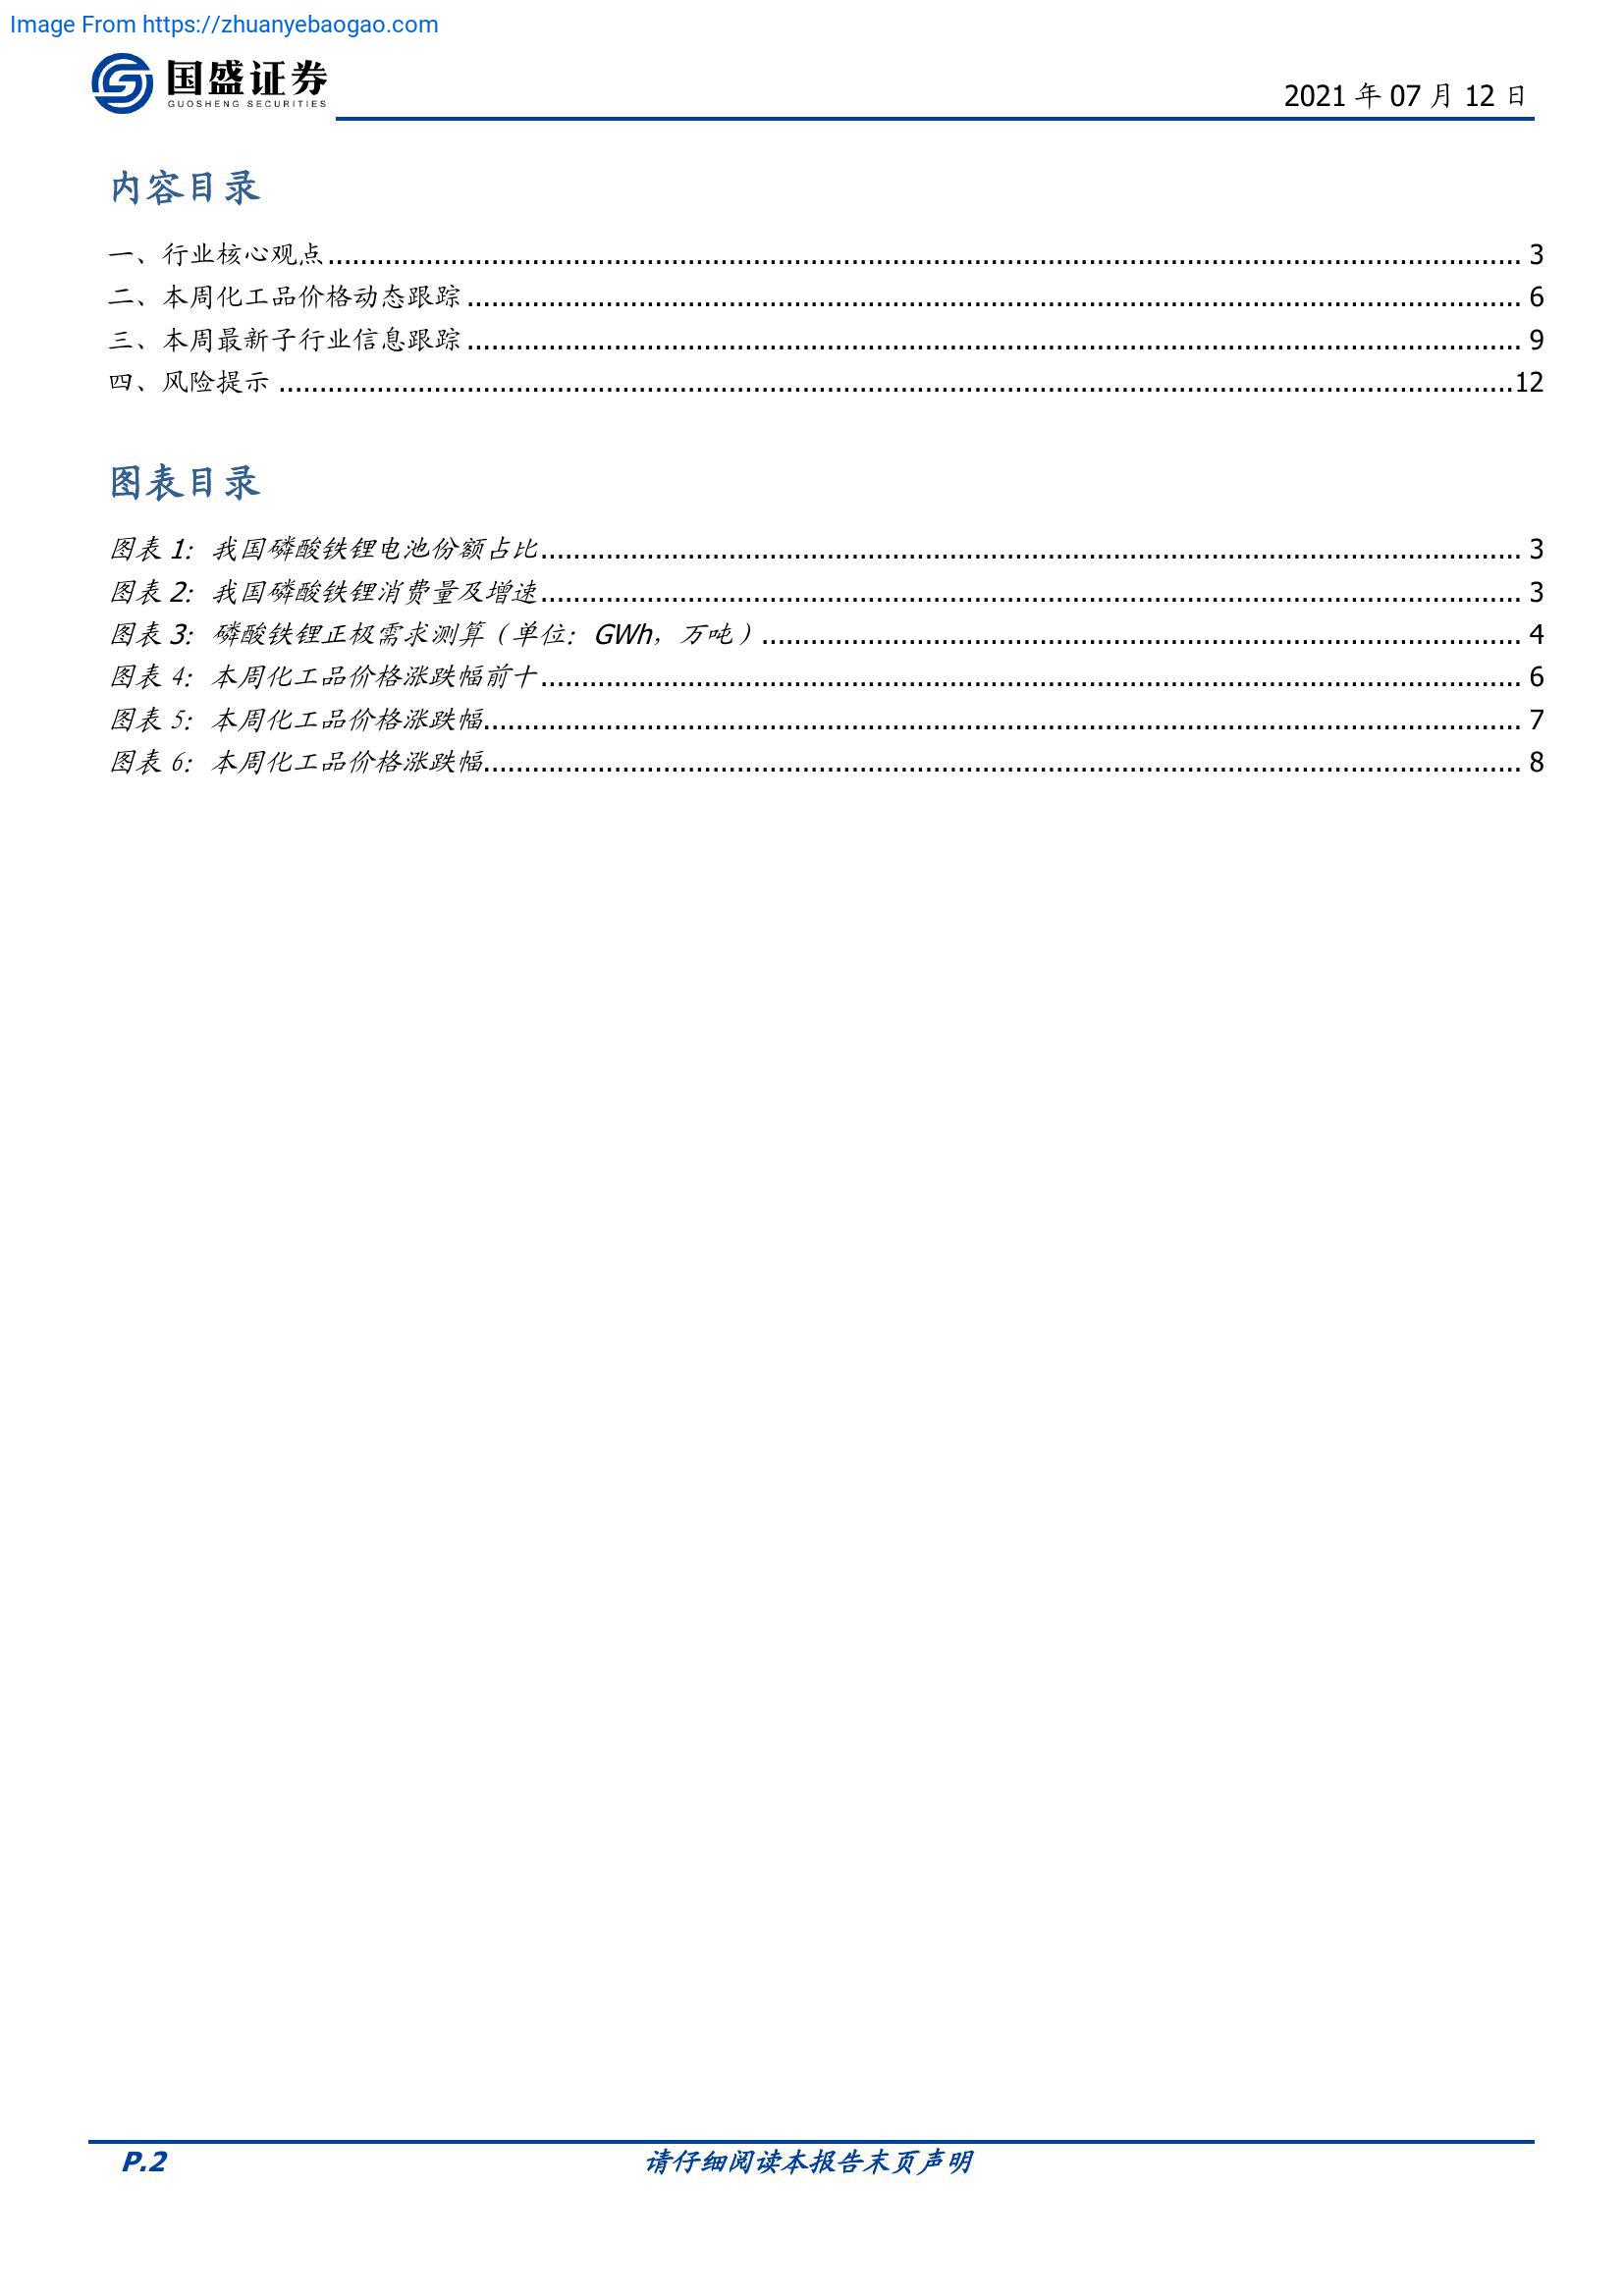 Image From https://zhuanyebaogao.com
国盛证券
GUOSHENG SECURITIES
2021 年 07 月 12 日
内容目录
一、行业核心观点........................................ 3
二、本周化工品价格动态跟踪........................................ 6
三、本周最新子行业信息跟踪........................................ 9
四、风险提示 ........................................12
图表目录
图表 1：我国磷酸铁锂电池份额占比........................................ 3
图表 2：我国磷酸铁锂消费量及增速........................................ 3
图表 3：磷酸铁锂正极需求测算（单位：GWh，万吨）........................................ 4
图表 4：本周化工品价格涨跌幅前十........................................ 6
图表 5：本周化工品价格涨跌幅........................................ 7
图表 6：本周化工品价格涨跌幅........................................ 8
P.2 请仔细阅读本报告末页声明